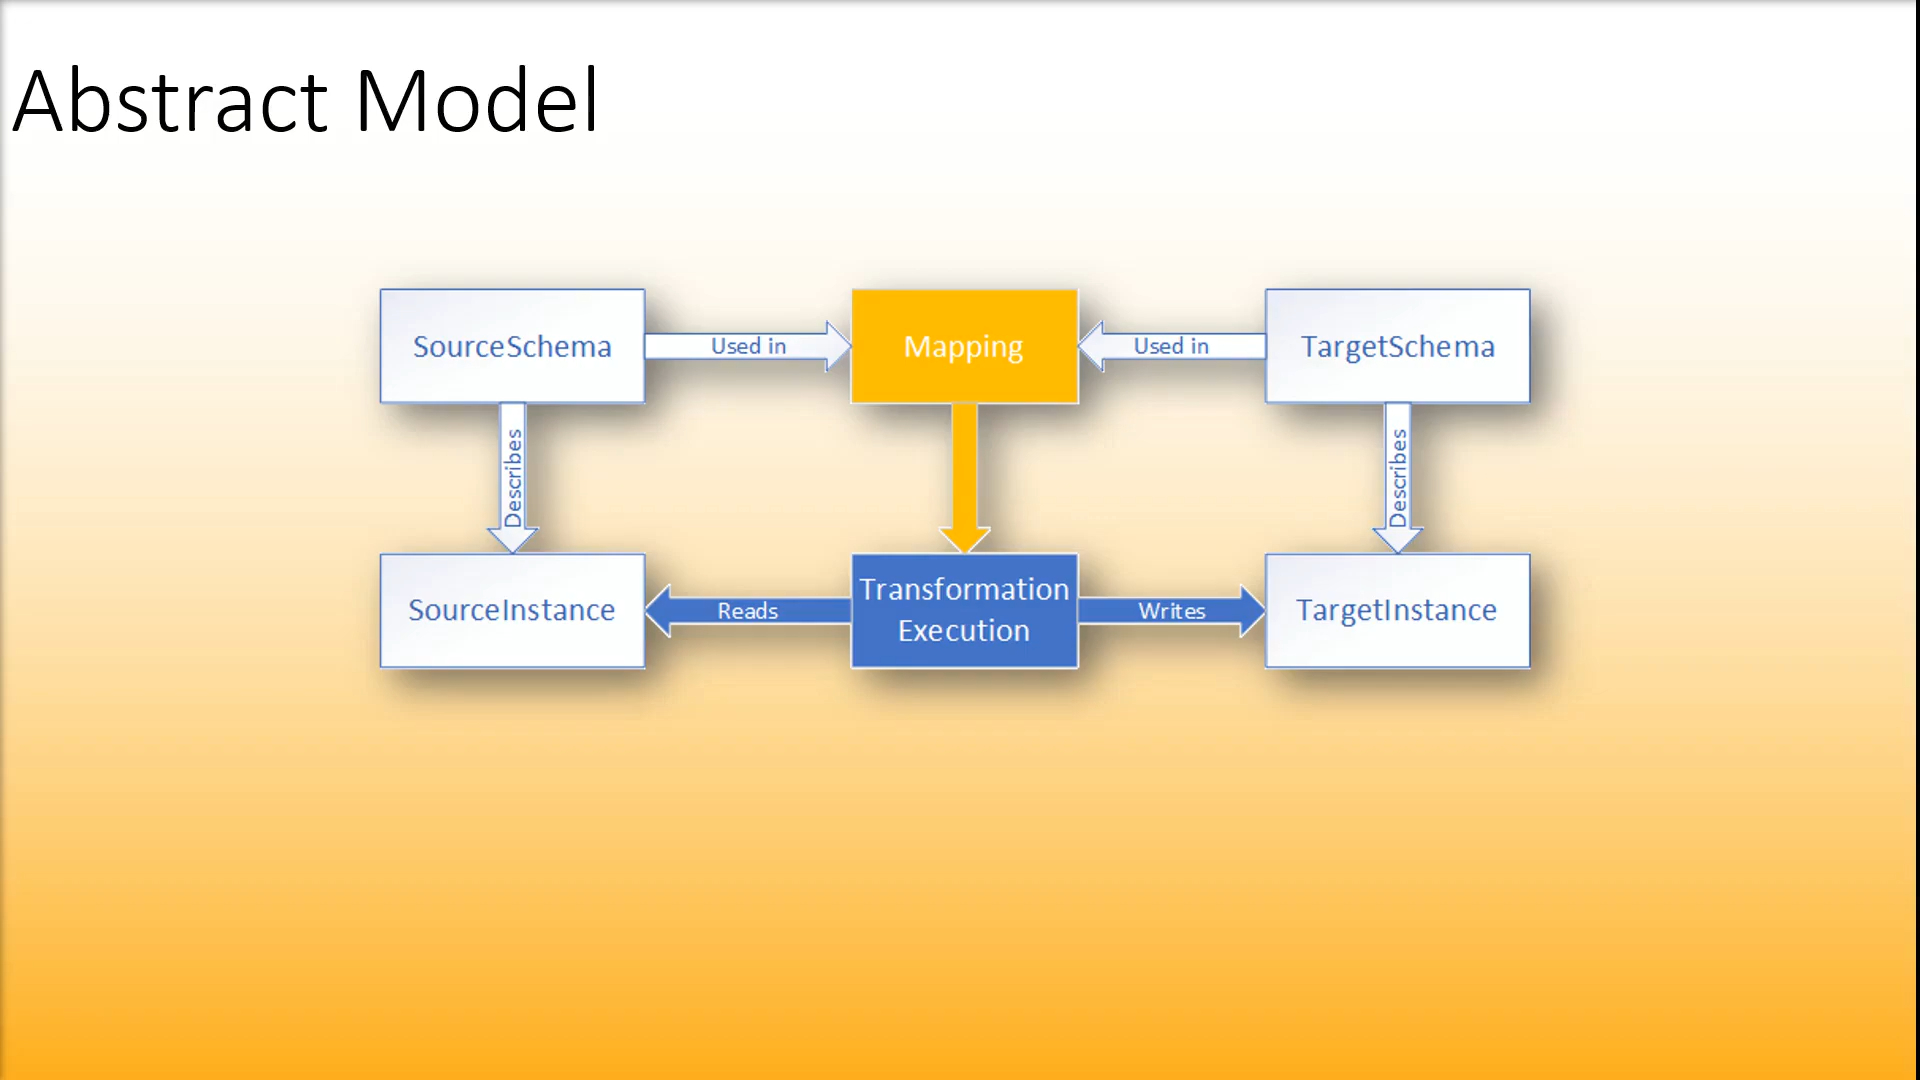 Abstract Model
SourceSchema
Used in
Mapping
Used in
TargetSchema
Describes
Describes
SourceInstance
Reads
Transformation
Execution
Writes
TargetInstance